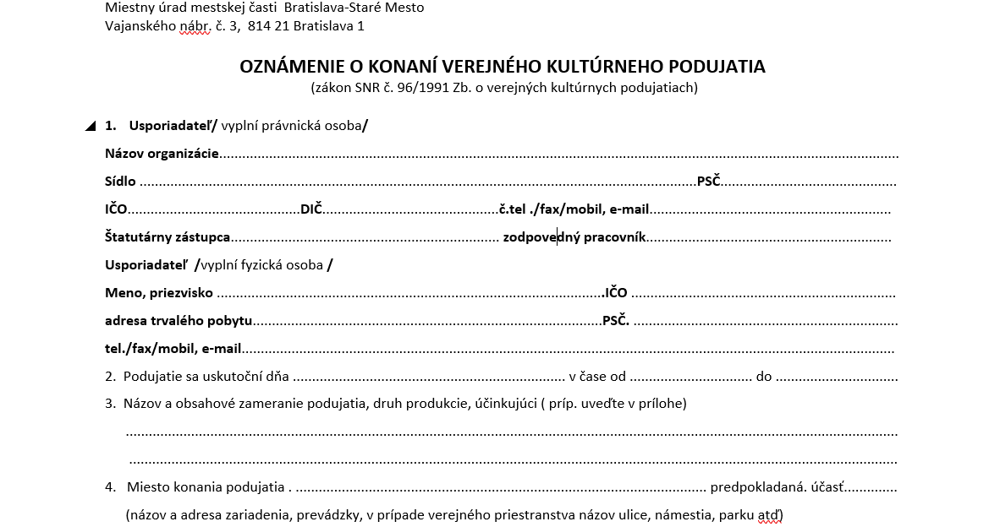 Miestny úrad mestskej časti  Bratislava-Staré Mesto
Vajanského nábr. č. 3,  814 21 Bratislava 1
OZNÁMENIE O KONANÍ VEREJNÉHO KULTÚRNEHO PODUJATIA
(zákon SNR č. 96/1991 Zb. o verejných kultúrnych podujatiach)
1.   Usporiadateľ/ vyplní právnická osoba/
Názov organizácie..........................................................................................
Sídlo ..........................................................................PSČ..............................
IČO..............................DIČ..............................č.tel ./fax/mobil, e-mail..............................
Štatutárny zástupca........................................ zodpovedný pracovník........................................
Usporiadateľ  /vyplní fyzická osoba /
Meno, priezvisko ............................................................IČO ........................................
adresa trvalého pobytu............................................................PSČ. ........................................
tel./fax/mobil, e-mail..........................................................................................
2.  Podujatie sa uskutoční dňa ........................................ v čase od .............................. do ..............................
3.  Názov a obsahové zameranie podujatia, druh produkcie, účinkujúci ( príp. uveďte v prílohe)
....................................................................................................
....................................................................................................
4.   Miesto konania podujatia . ............................................................ predpokladaná. účasť..............
(názov a adresa zariadenia, prevádzky, v prípade verejného priestranstva názov ulice, námestia, parku atď)